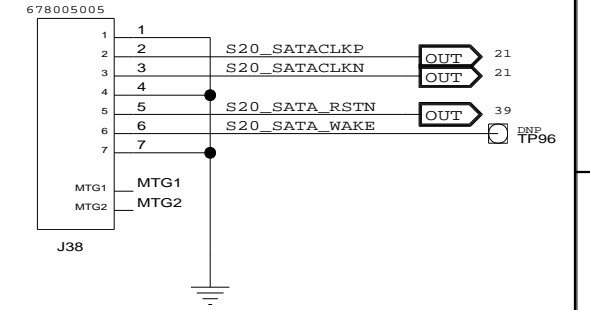 678005005
1 1
2 2 S20_SATACLKP OUT 21
3 3 S20_SATACLKN OUT 21
4 4
5 5 S20_SATA_RSTN OUT 39
6 6 S20_SATA_WAKE DNP TP96
7 7
MTG1 MTG1
MTG2 MTG2
J38